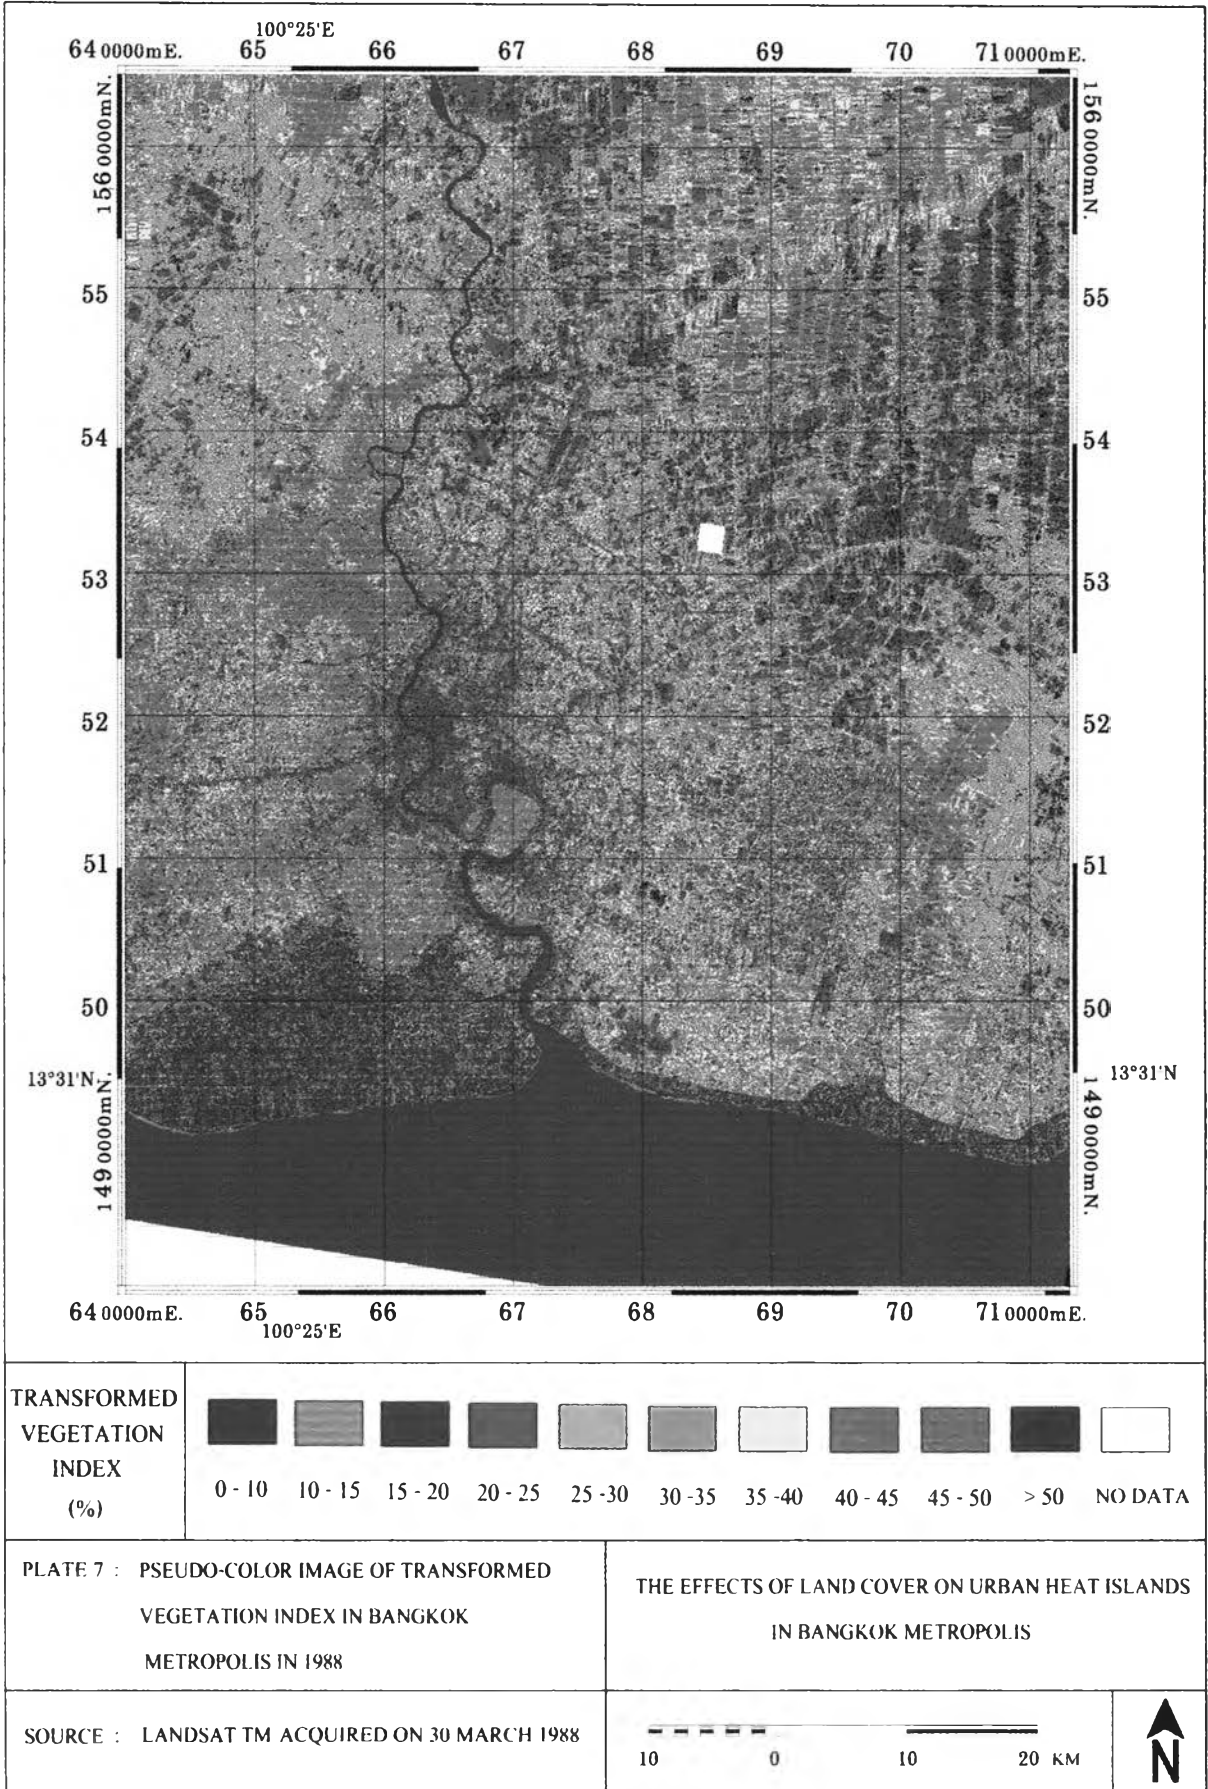 100°25'E
64 0000mE. 65 66 67 68 69 70 71 0000mE.
156 0000mN. 156 0000mN.
55 55
54 54
53 53
52 52
51 51
50 50
13°31'N 13°31'N
149 0000mN. 149 0000mN.
64 0000mE. 65 66 67 68 69 70 71 0000mE.
100°25'E
TRANSFORMED
VEGETATION
INDEX
(%)
0 - 10 10 - 15 15 - 20 20 - 25 25 -30 30 -35 35 -40 40 - 45 45 - 50 > 50 NO DATA
PLATE 7 : PSEUDO-COLOR IMAGE OF TRANSFORMED
VEGETATION INDEX IN BANGKOK
METROPOLIS IN 1988
THE EFFECTS OF LAND COVER ON URBAN HEAT ISLANDS
IN BANGKOK METROPOLIS
SOURCE : LANDSAT TM ACQUIRED ON 30 MARCH 1988
10 0 10 20 KM
N